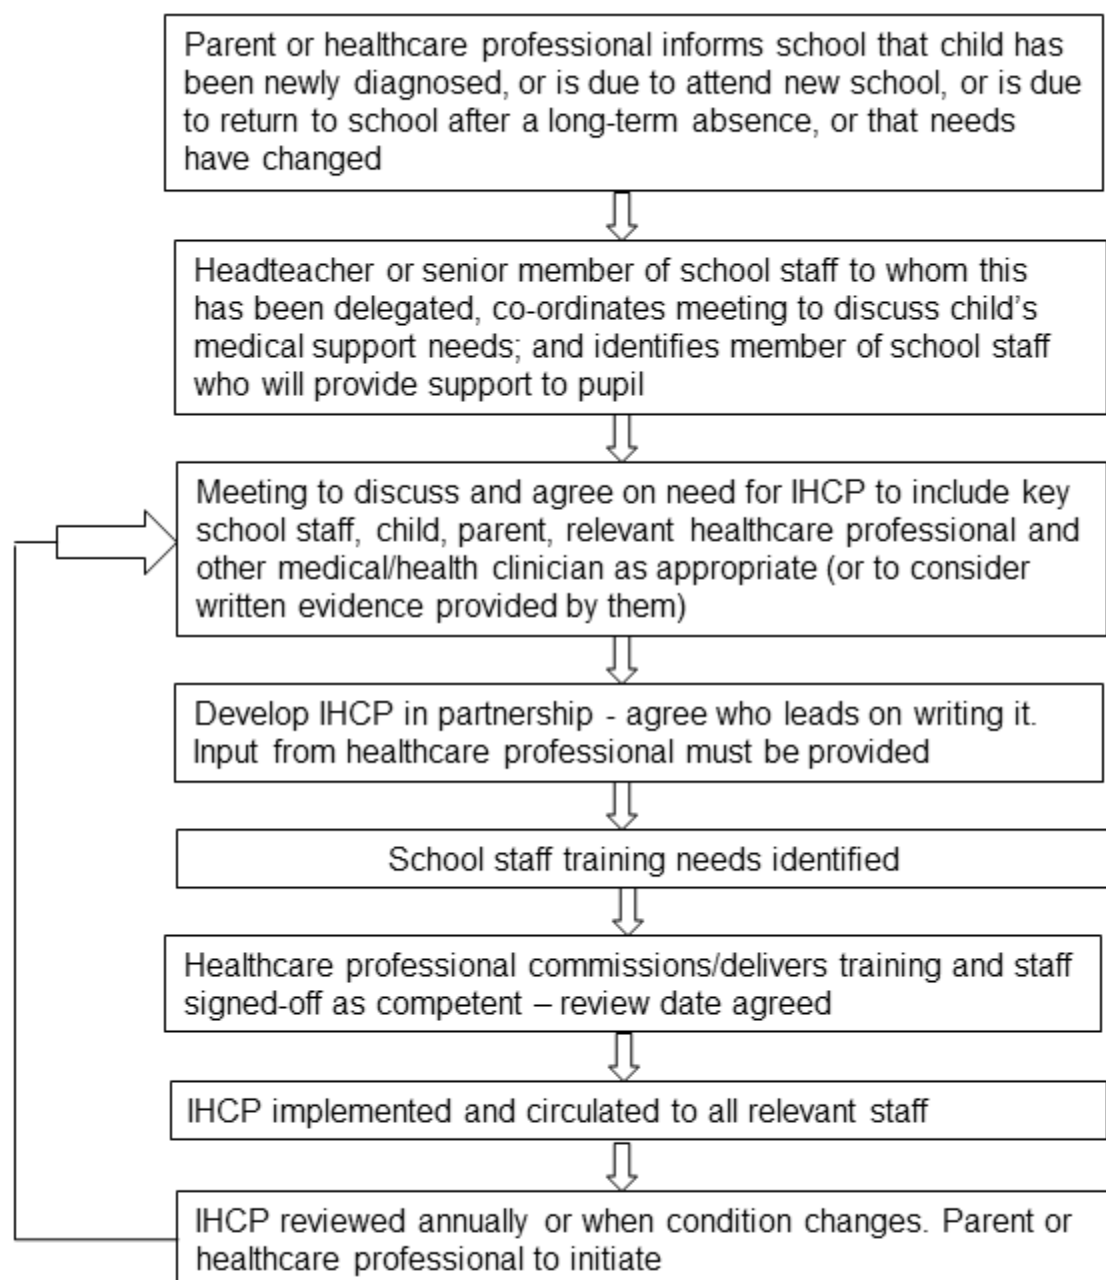 Parent or healthcare professional informs school that child has
been newly diagnosed, or is due to attend new school, or is due
to return to school after a long-term absence, or that needs
have changed
Headteacher or senior member of school staff to whom this
has been delegated, co-ordinates meeting to discuss child's
medical support needs; and identifies member of school staff
who will provide support to pupil
Meeting to discuss and agree on need for IHCP to include key
school staff, child, parent, relevant healthcare professional and
other medical/health clinician as appropriate (or to consider
written evidence provided by them)
Develop IHCP in partnership - agree who leads on writing it.
Input from healthcare professional must be provided
School staff training needs identified
Healthcare professional commissions/delivers training and staff
signed-off as competent – review date agreed
IHCP implemented and circulated to all relevant staff
IHCP reviewed annually or when condition changes. Parent or
healthcare professional to initiate